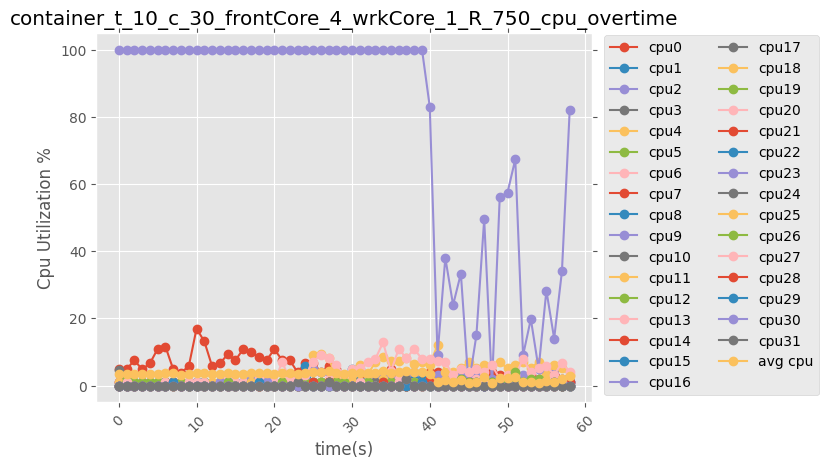 container_t_10_c_30_frontCore_4_wrkCore_1_R_750_cpu_overtime
100
80
60
40
20
0
Cpu Utilization %
0
10
20
30
40
50
60
time(s)
cpu0
cpu1
cpu2
cpu3
cpu4
cpu5
cpu6
cpu7
cpu8
cpu9
cpu10
cpu11
cpu12
cpu13
cpu14
cpu15
cpu16
cpu17
cpu18
cpu19
cpu20
cpu21
cpu22
cpu23
cpu24
cpu25
cpu26
cpu27
cpu28
cpu29
cpu30
cpu31
avg cpu